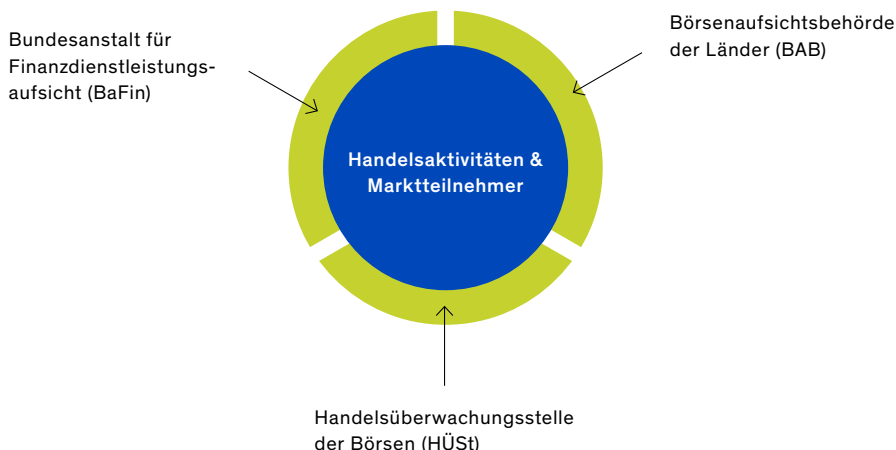 Bundesanstalt für
Finanzdienstleistungs-
aufsicht (BaFin)
Börsenaufsichtsbehörde
der Länder (BAB)
Handelsaktivitäten &
Marktteilnehmer
Handelsüberwachungsstelle
der Börsen (HÜSt)